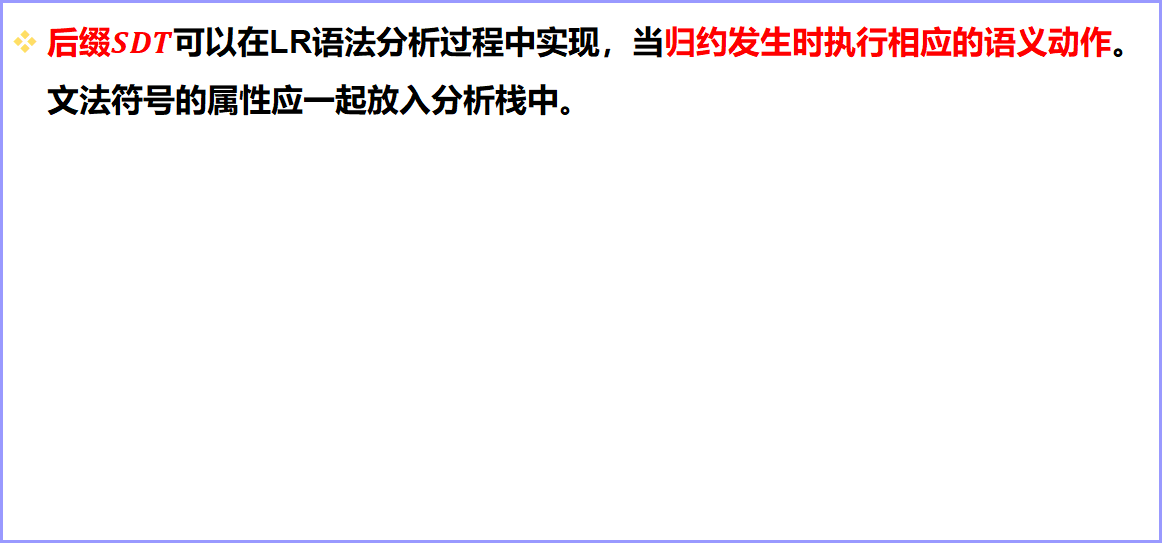 后缀SDT可以在LR语法分析过程中实现，当归约发生时执行相应的语义动作。
文法符号的属性应一起放入分析栈中。